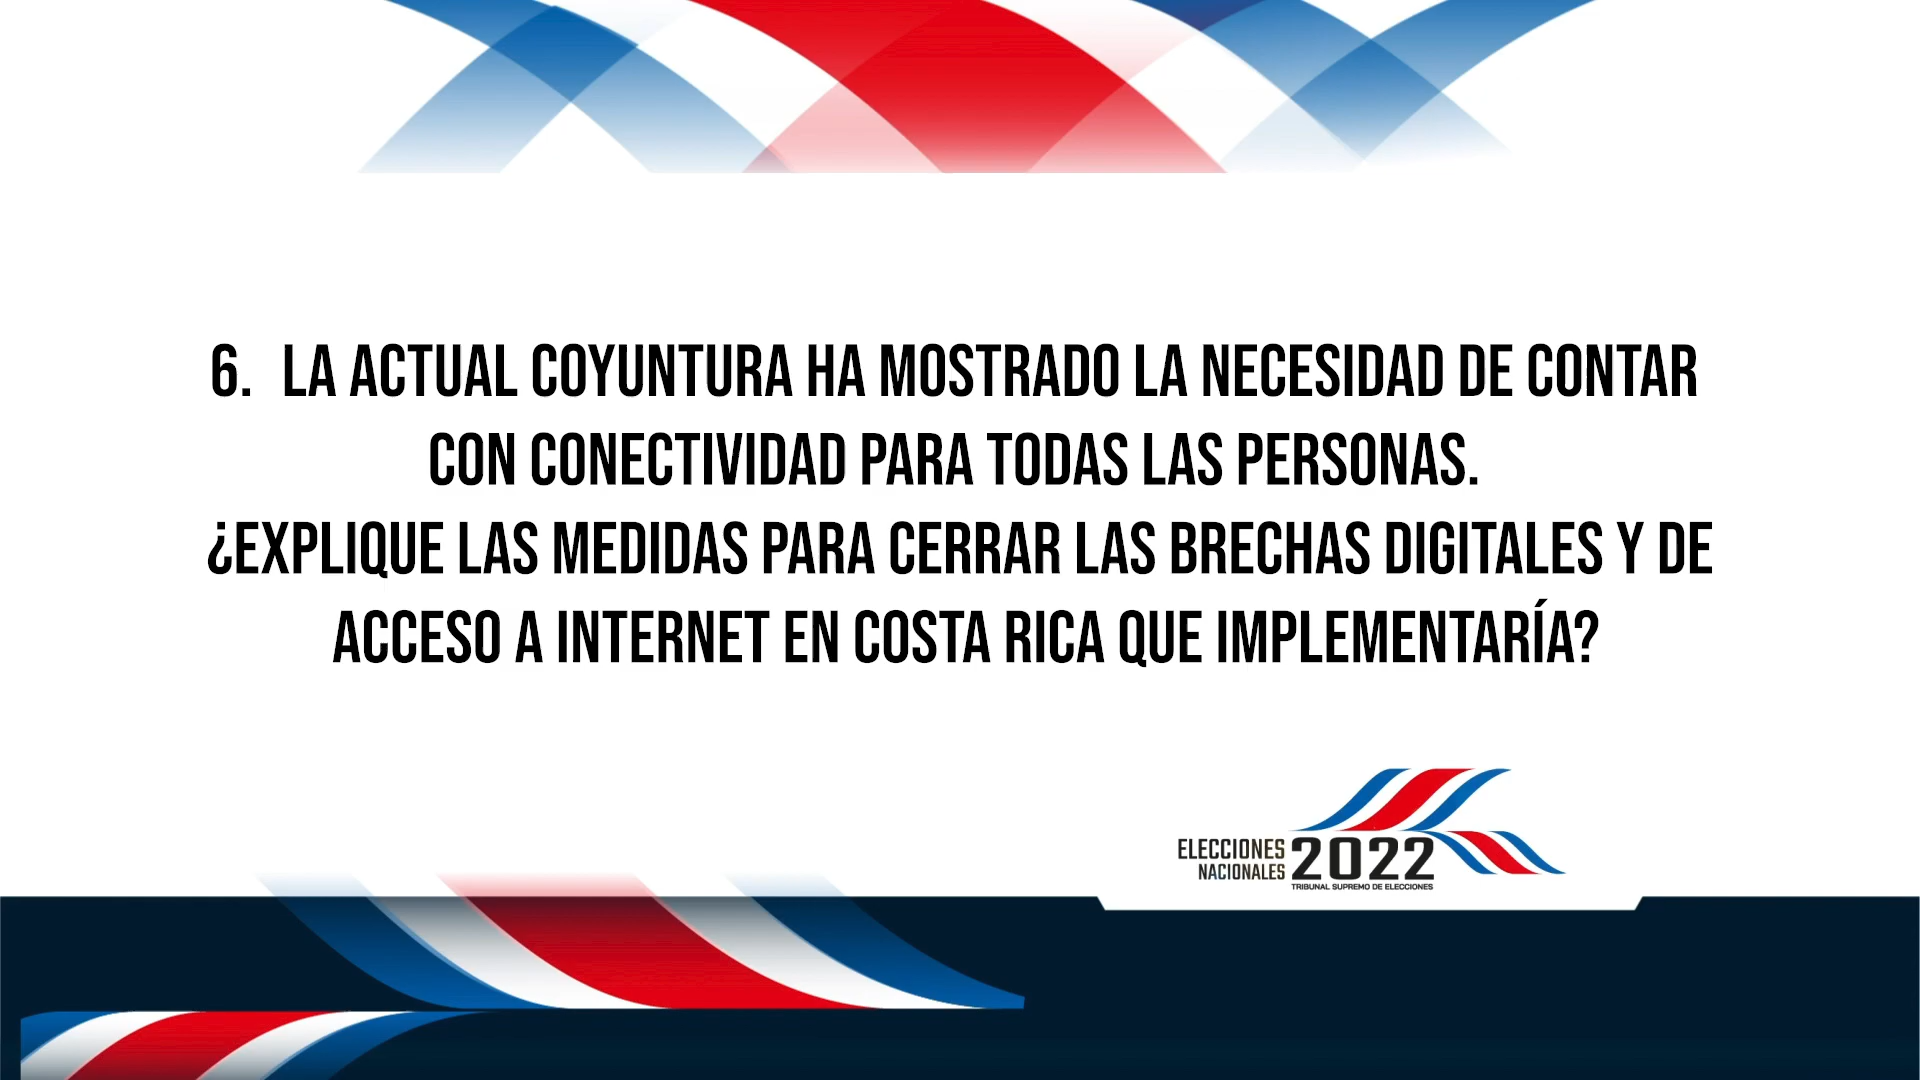 6. LA ACTUAL COYUNTURA HA MOSTRADO LA NECESIDAD DE CONTAR
CON CONECTIVIDAD PARA TODAS LAS PERSONAS.
¿EXPLIQUE LAS MEDIDAS PARA CERRAR LAS BRECHAS DIGITALES Y DE
ACCESO A INTERNET EN COSTA RICA QUE IMPLEMENTARÍA?
ELECCIONES
NACIONALES
2022
TRIBUNAL SUPREMO DE ELECCIONES